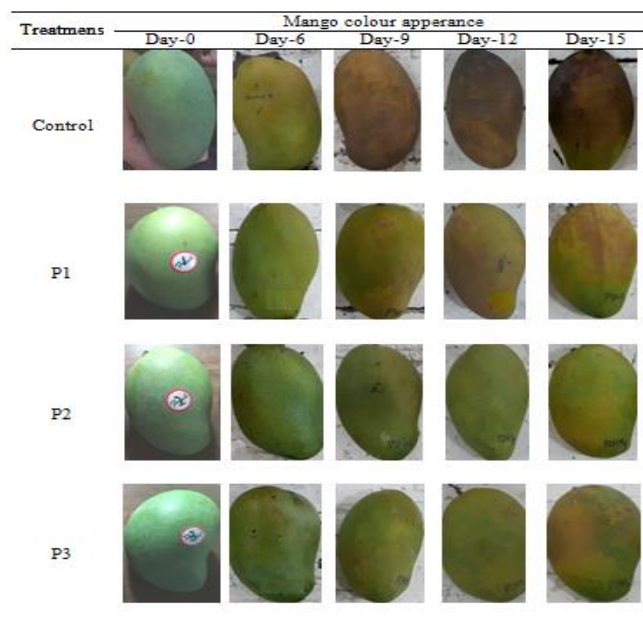 Mango colour apperance
Treatmens
Day-0 Day-6 Day-9 Day-12 Day-15
Control
P1
P2
P3